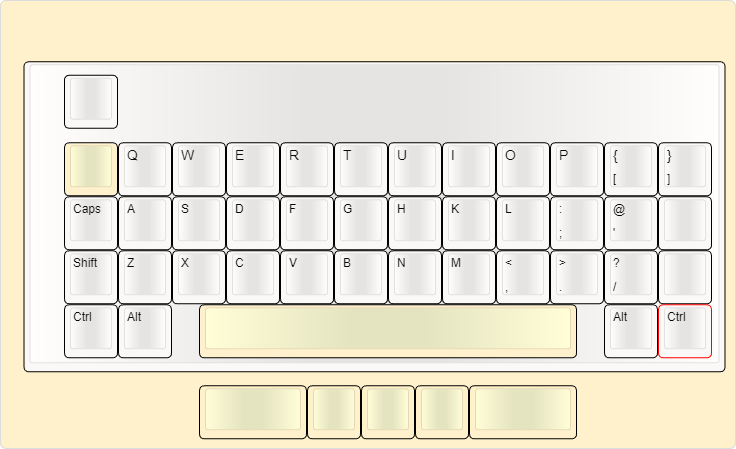 Q W E R T U I O P { }
[ ]
Caps A S D F G H K L : @
; '
Shift Z X C V B N M < > ?
, . /
Ctrl Alt Alt Ctrl